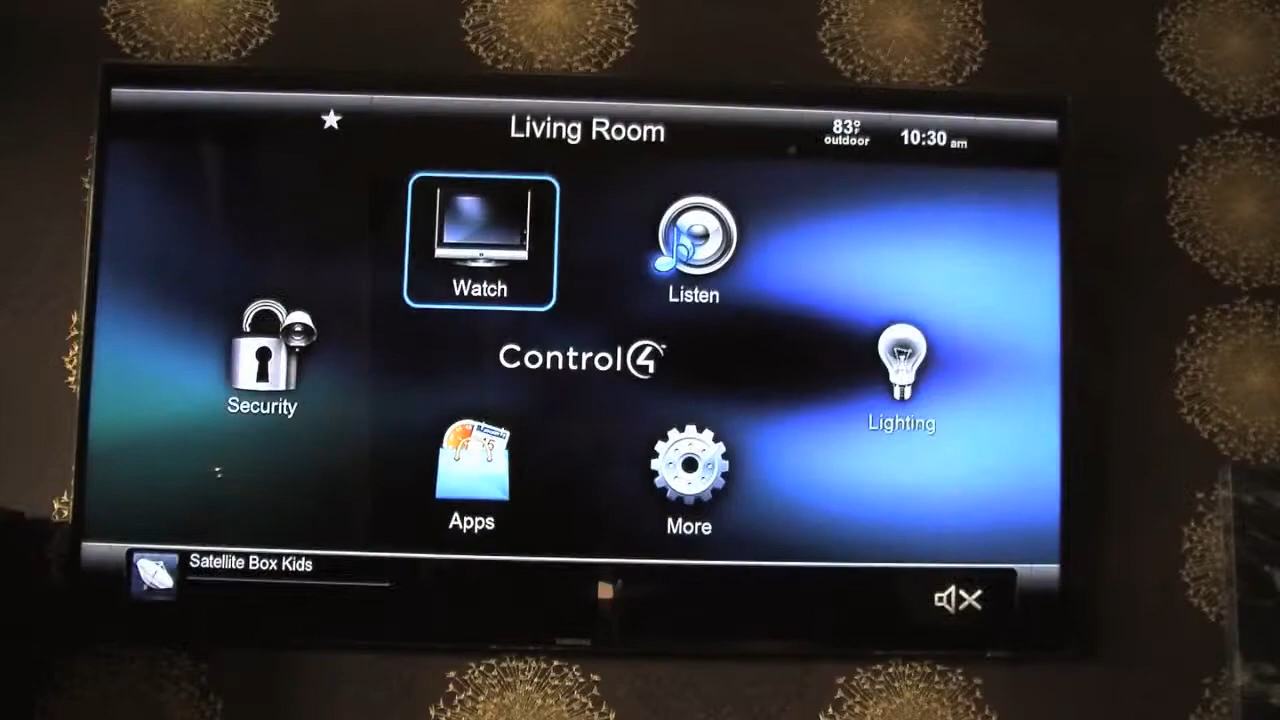 Living Room
83°
outdoor
10:30 am
Watch
Listen
Control4
Security
Lighting
Apps
More
Satellite Box Kids